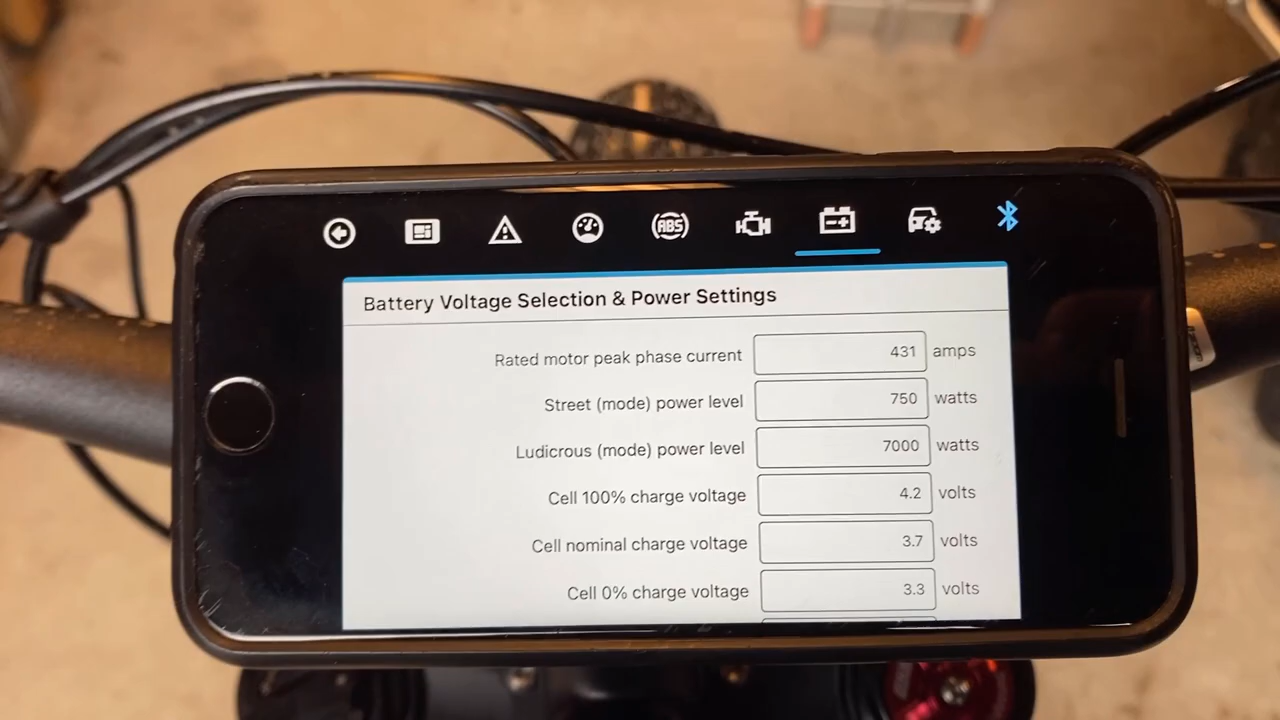 ABS
Battery Voltage Selection & Power Settings
Rated motor peak phase current 431 amps
Street (mode) power level 750 watts
Ludicrous (mode) power level 7000 watts
Cell 100% charge voltage 4.2 volts
Cell nominal charge voltage 3.7 volts
Cell 0% charge voltage 3.3 volts